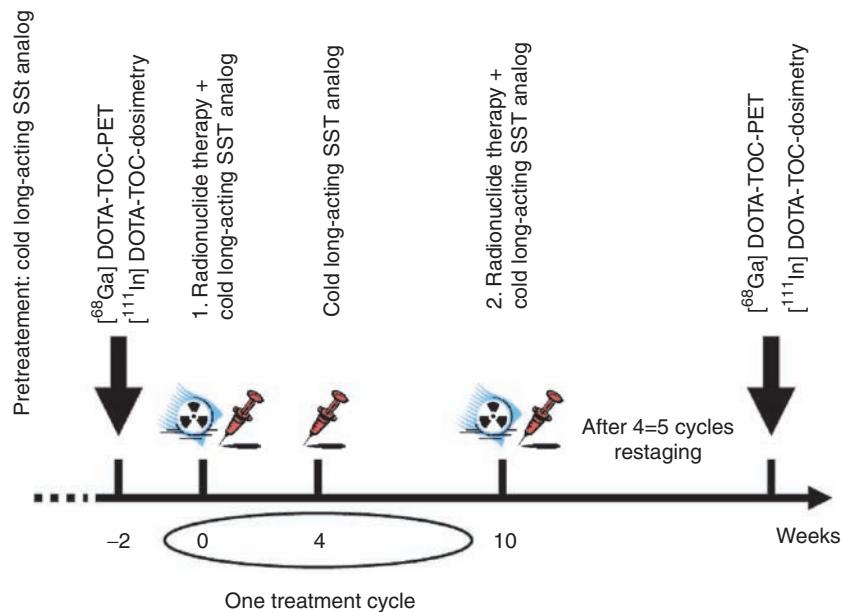 Pretreatement: cold long-acting SSt analog
[68Ga] DOTA-TOC-PET
[111In] DOTA-TOC-dosimetry
1. Radionuclide therapy +
cold long-acting SST analog
Cold long-acting SST analog
2. Radionuclide therapy +
cold long-acting SST analog
[68Ga] DOTA-TOC-PET
[111In] DOTA-TOC-dosimetry
After 4=5 cycles
restaging
–2 0 4 10 Weeks
One treatment cycle